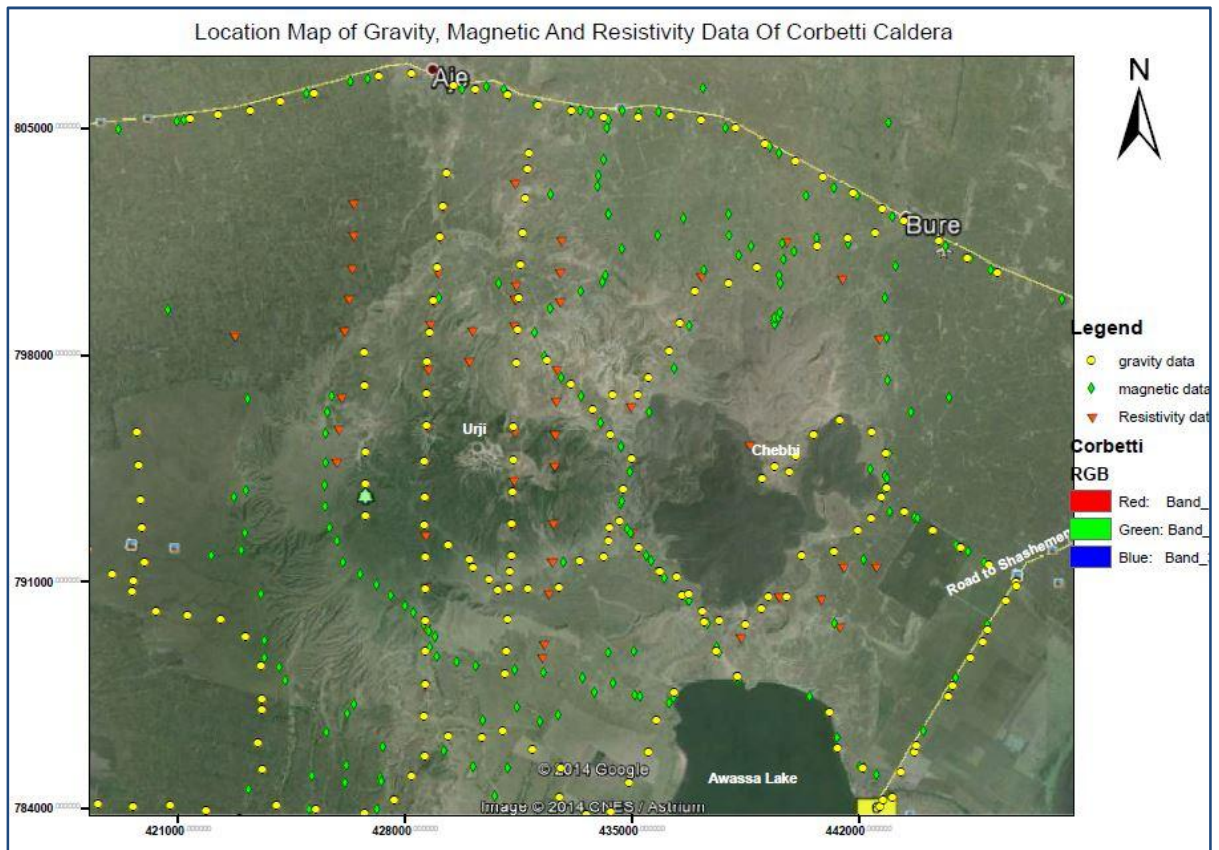 Location Map of Gravity, Magnetic And Resistivity Data Of Corbetti Caldera
N
Aje
805000
Bure
Legend
gravity data
798000
magnetic data
Resistivity dat
Urji
Chebbi
Corbetti
RGB
Red: Band_
Green: Band_
Blue: Band_
791000
Road to Shashemen
© 2014 Google
Awassa Lake
Image © 2014 CNES / Astrium
784000
421000
428000
435000
442000